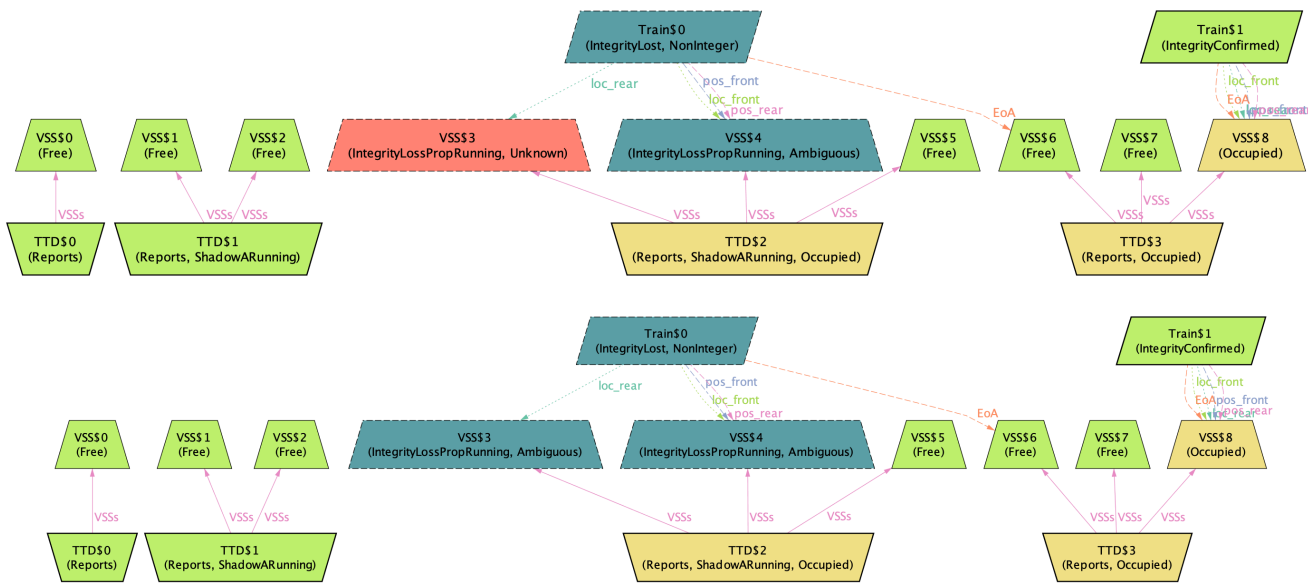 Train$0
(IntegrityLost, NonInteger)
Train$1
(IntegrityConfirmed)
loc_rear
pos_front
loc_front
pos_rear
EoA
loc_front
EoA
VSS$0
(Free)
VSS$1
(Free)
VSS$2
(Free)
VSS$3
(IntegrityLossPropRunning, Unknown)
VSS$4
(IntegrityLossPropRunning, Ambiguous)
VSS$5
(Free)
VSS$6
(Free)
VSS$7
(Free)
VSS$8
(Occupied)
VSSs
VSSs
VSSs
VSSs
VSSs
VSSs
VSSs
VSSs
VSSs
TTD$0
(Reports)
TTD$1
(Reports, ShadowARunning)
TTD$2
(Reports, ShadowARunning, Occupied)
TTD$3
(Reports, Occupied)
Train$0
(IntegrityLost, NonInteger)
Train$1
(IntegrityConfirmed)
loc_rear
pos_front
loc_front
pos_rear
EoA
loc_front
EoA
pos_front
pos_rear
VSS$0
(Free)
VSS$1
(Free)
VSS$2
(Free)
VSS$3
(IntegrityLossPropRunning, Ambiguous)
VSS$4
(IntegrityLossPropRunning, Ambiguous)
VSS$5
(Free)
VSS$6
(Free)
VSS$7
(Free)
VSS$8
(Occupied)
VSSs
VSSs
VSSs
VSSs
VSSs
VSSs
VSSs
VSSs
VSSs
TTD$0
(Reports)
TTD$1
(Reports, ShadowARunning)
TTD$2
(Reports, ShadowARunning, Occupied)
TTD$3
(Reports, Occupied)